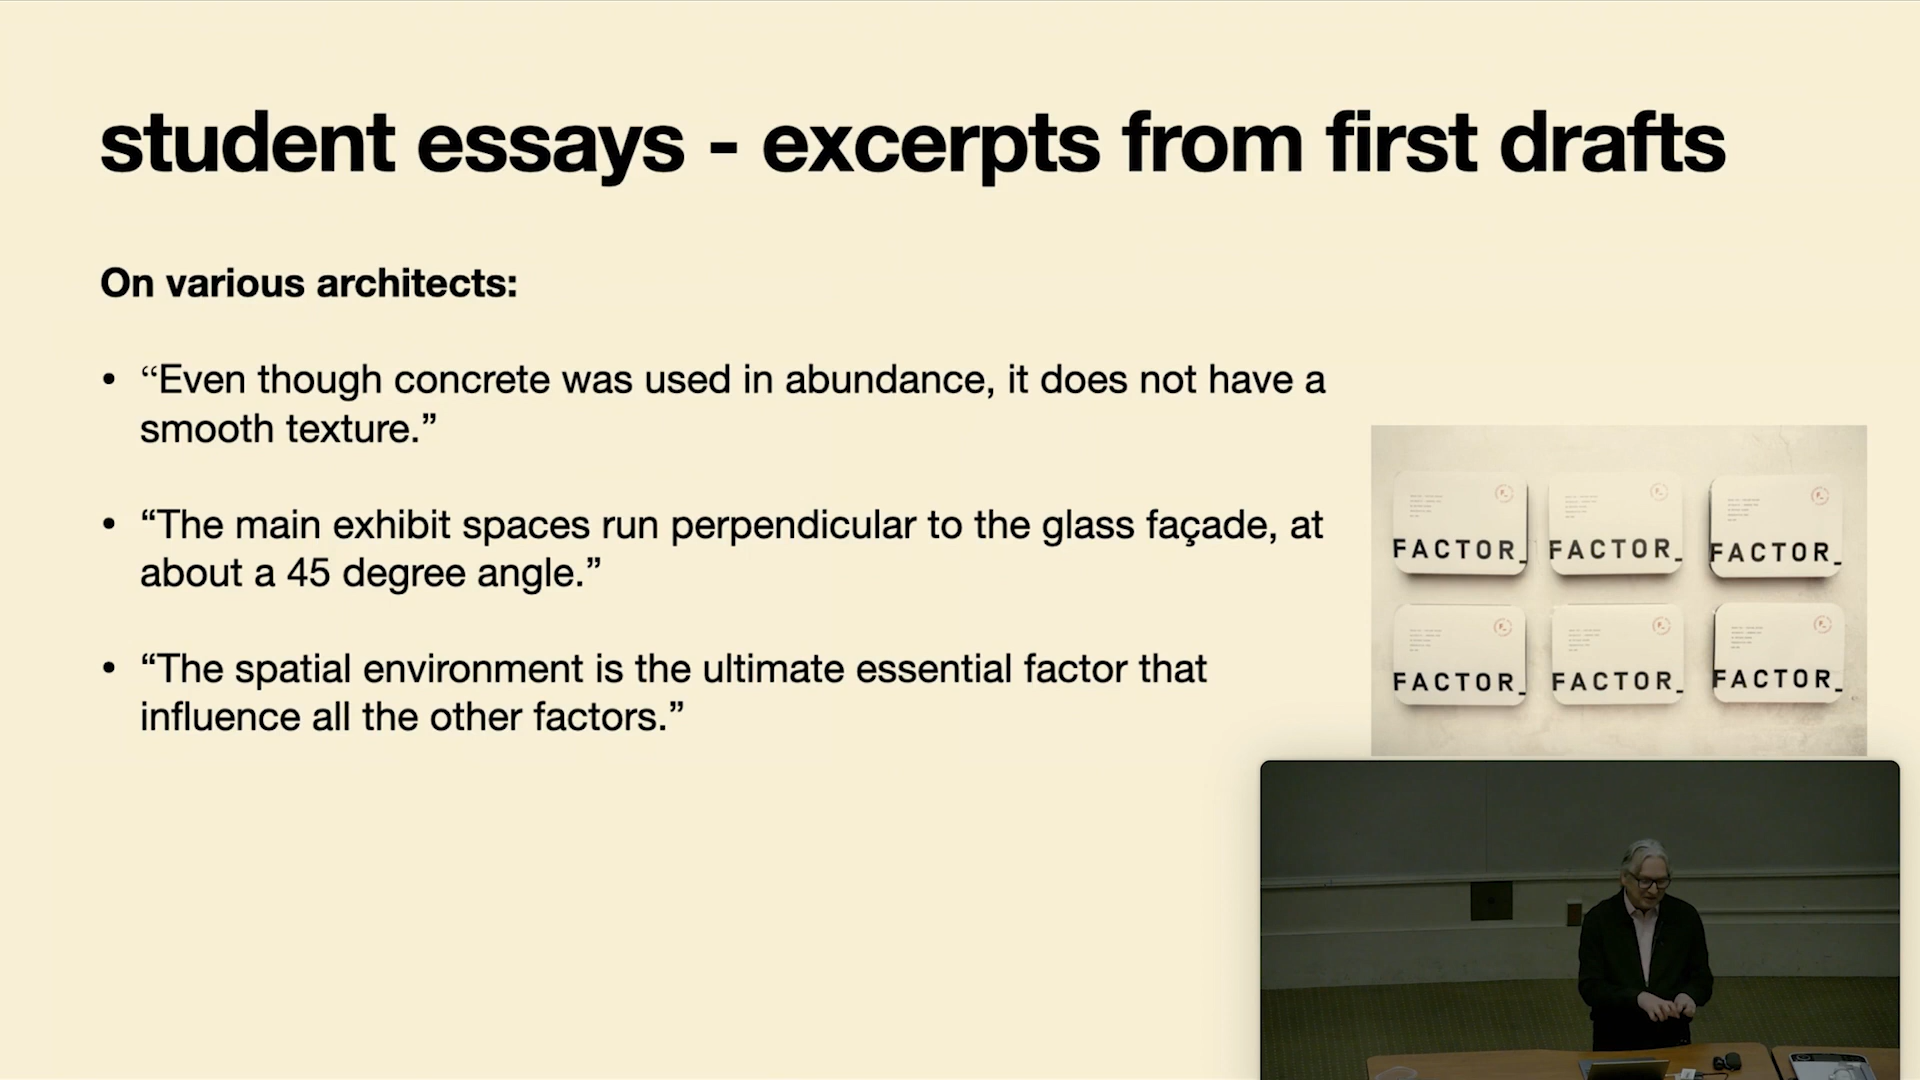 student essays - excerpts from first drafts
On various architects:
• “Even though concrete was used in abundance, it does not have a
smooth texture.”
• “The main exhibit spaces run perpendicular to the glass façade, at
about a 45 degree angle.”
• “The spatial environment is the ultimate essential factor that
influence all the other factors.”
FACTOR_ FACTOR_ FACTOR_
FACTOR_ FACTOR_ FACTOR_